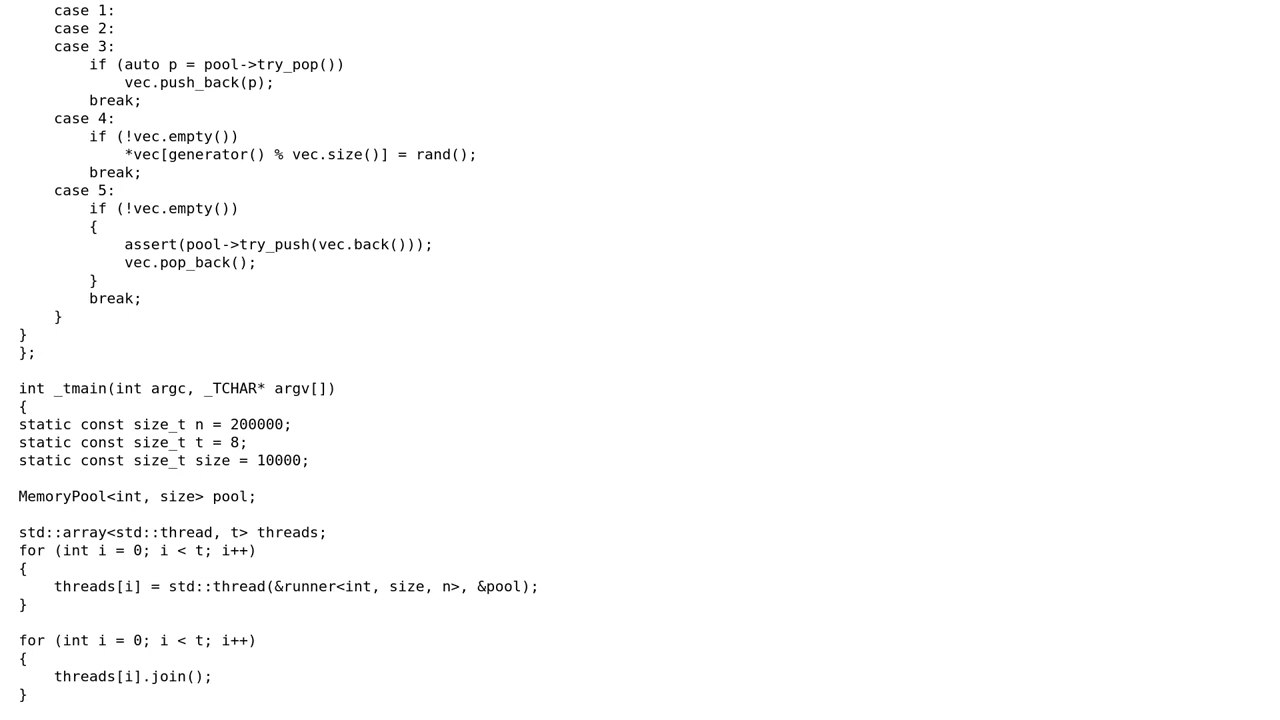 case 1:
    case 2:
    case 3:
        if (auto p = pool->try_pop())
            vec.push_back(p);
        break;
    case 4:
        if (!vec.empty())
            *vec[generator() % vec.size()] = rand();
        break;
    case 5:
        if (!vec.empty())
        {
            assert(pool->try_push(vec.back()));
            vec.pop_back();
        }
        break;
    }
}
};

int _tmain(int argc, _TCHAR* argv[])
{
static const size_t n = 200000;
static const size_t t = 8;
static const size_t size = 10000;

MemoryPool<int, size> pool;

std::array<std::thread, t> threads;
for (int i = 0; i < t; i++)
{
    threads[i] = std::thread(&runner<int, size, n>, &pool);
}

for (int i = 0; i < t; i++)
{
    threads[i].join();
}